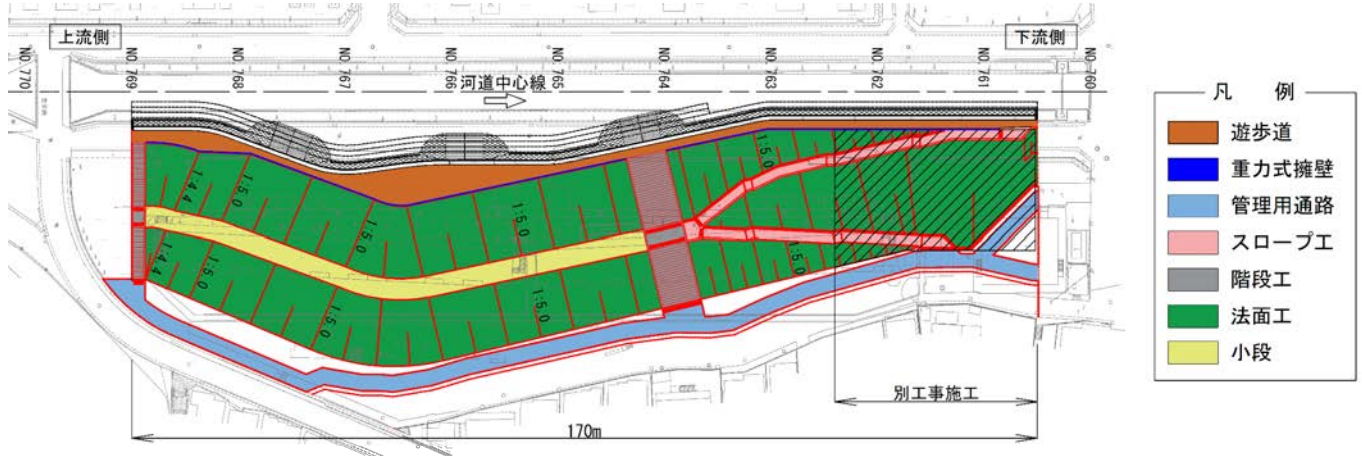 上流側
下流側
NO.770
NO.769
NO.768
NO.767
NO.766
NO.765
NO.764
NO.763
NO.762
NO.761
NO.760
河道中心線
1:4.4
1:5.0
1:5.0
1:5.0
1:5.0
1:4.4
1:5.0
1:5.0
1:5.0
1:5.0
別工事施工
170m
凡 例
遊歩道
重力式擁壁
管理用通路
スロープ工
階段工
法面工
小段